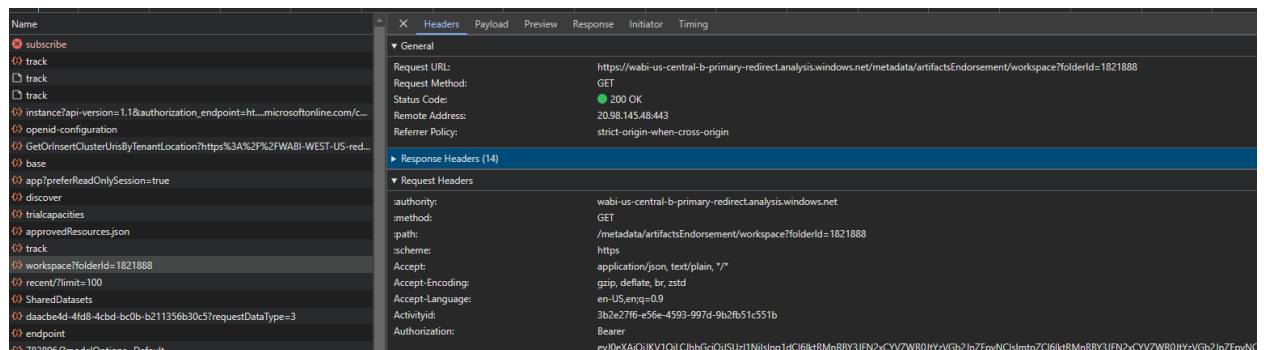 Name
subscribe
track
track
track
instance?api-version=1.1&authorization_endpoint=ht....microsoftonline.com/c...
openid-configuration
GetOrInsertClusterUrisByTenantLocation?https%3A%2F%2FWABI-WEST-US-red...
base
app?preferReadOnlySession=true
discover
trialcapacities
approvedResources.json
track
workspace?folderId=1821888
recent/?limit=100
SharedDatasets
daacbe4d-4fd8-4cbd-bc0b-b211356b30c5?requestDataType=3
endpoint
Headers Payload Preview Response Initiator Timing
General
Request URL: https://wabi-us-central-b-primary-redirect.analysis.windows.net/metadata/artifactsEndorsement/workspace?folderId=1821888
Request Method: GET
Status Code: 200 OK
Remote Address: 20.98.145.48:443
Referrer Policy: strict-origin-when-cross-origin
Response Headers (14)
Request Headers
:authority: wabi-us-central-b-primary-redirect.analysis.windows.net
:method: GET
:path: /metadata/artifactsEndorsement/workspace?folderId=1821888
:scheme: https
Accept: application/json, text/plain, */*
Accept-Encoding: gzip, deflate, br, zstd
Accept-Language: en-US,en;q=0.9
Activityid: 3b2e27f6-e56e-4593-997d-9b2fb51c551b
Authorization: Bearer